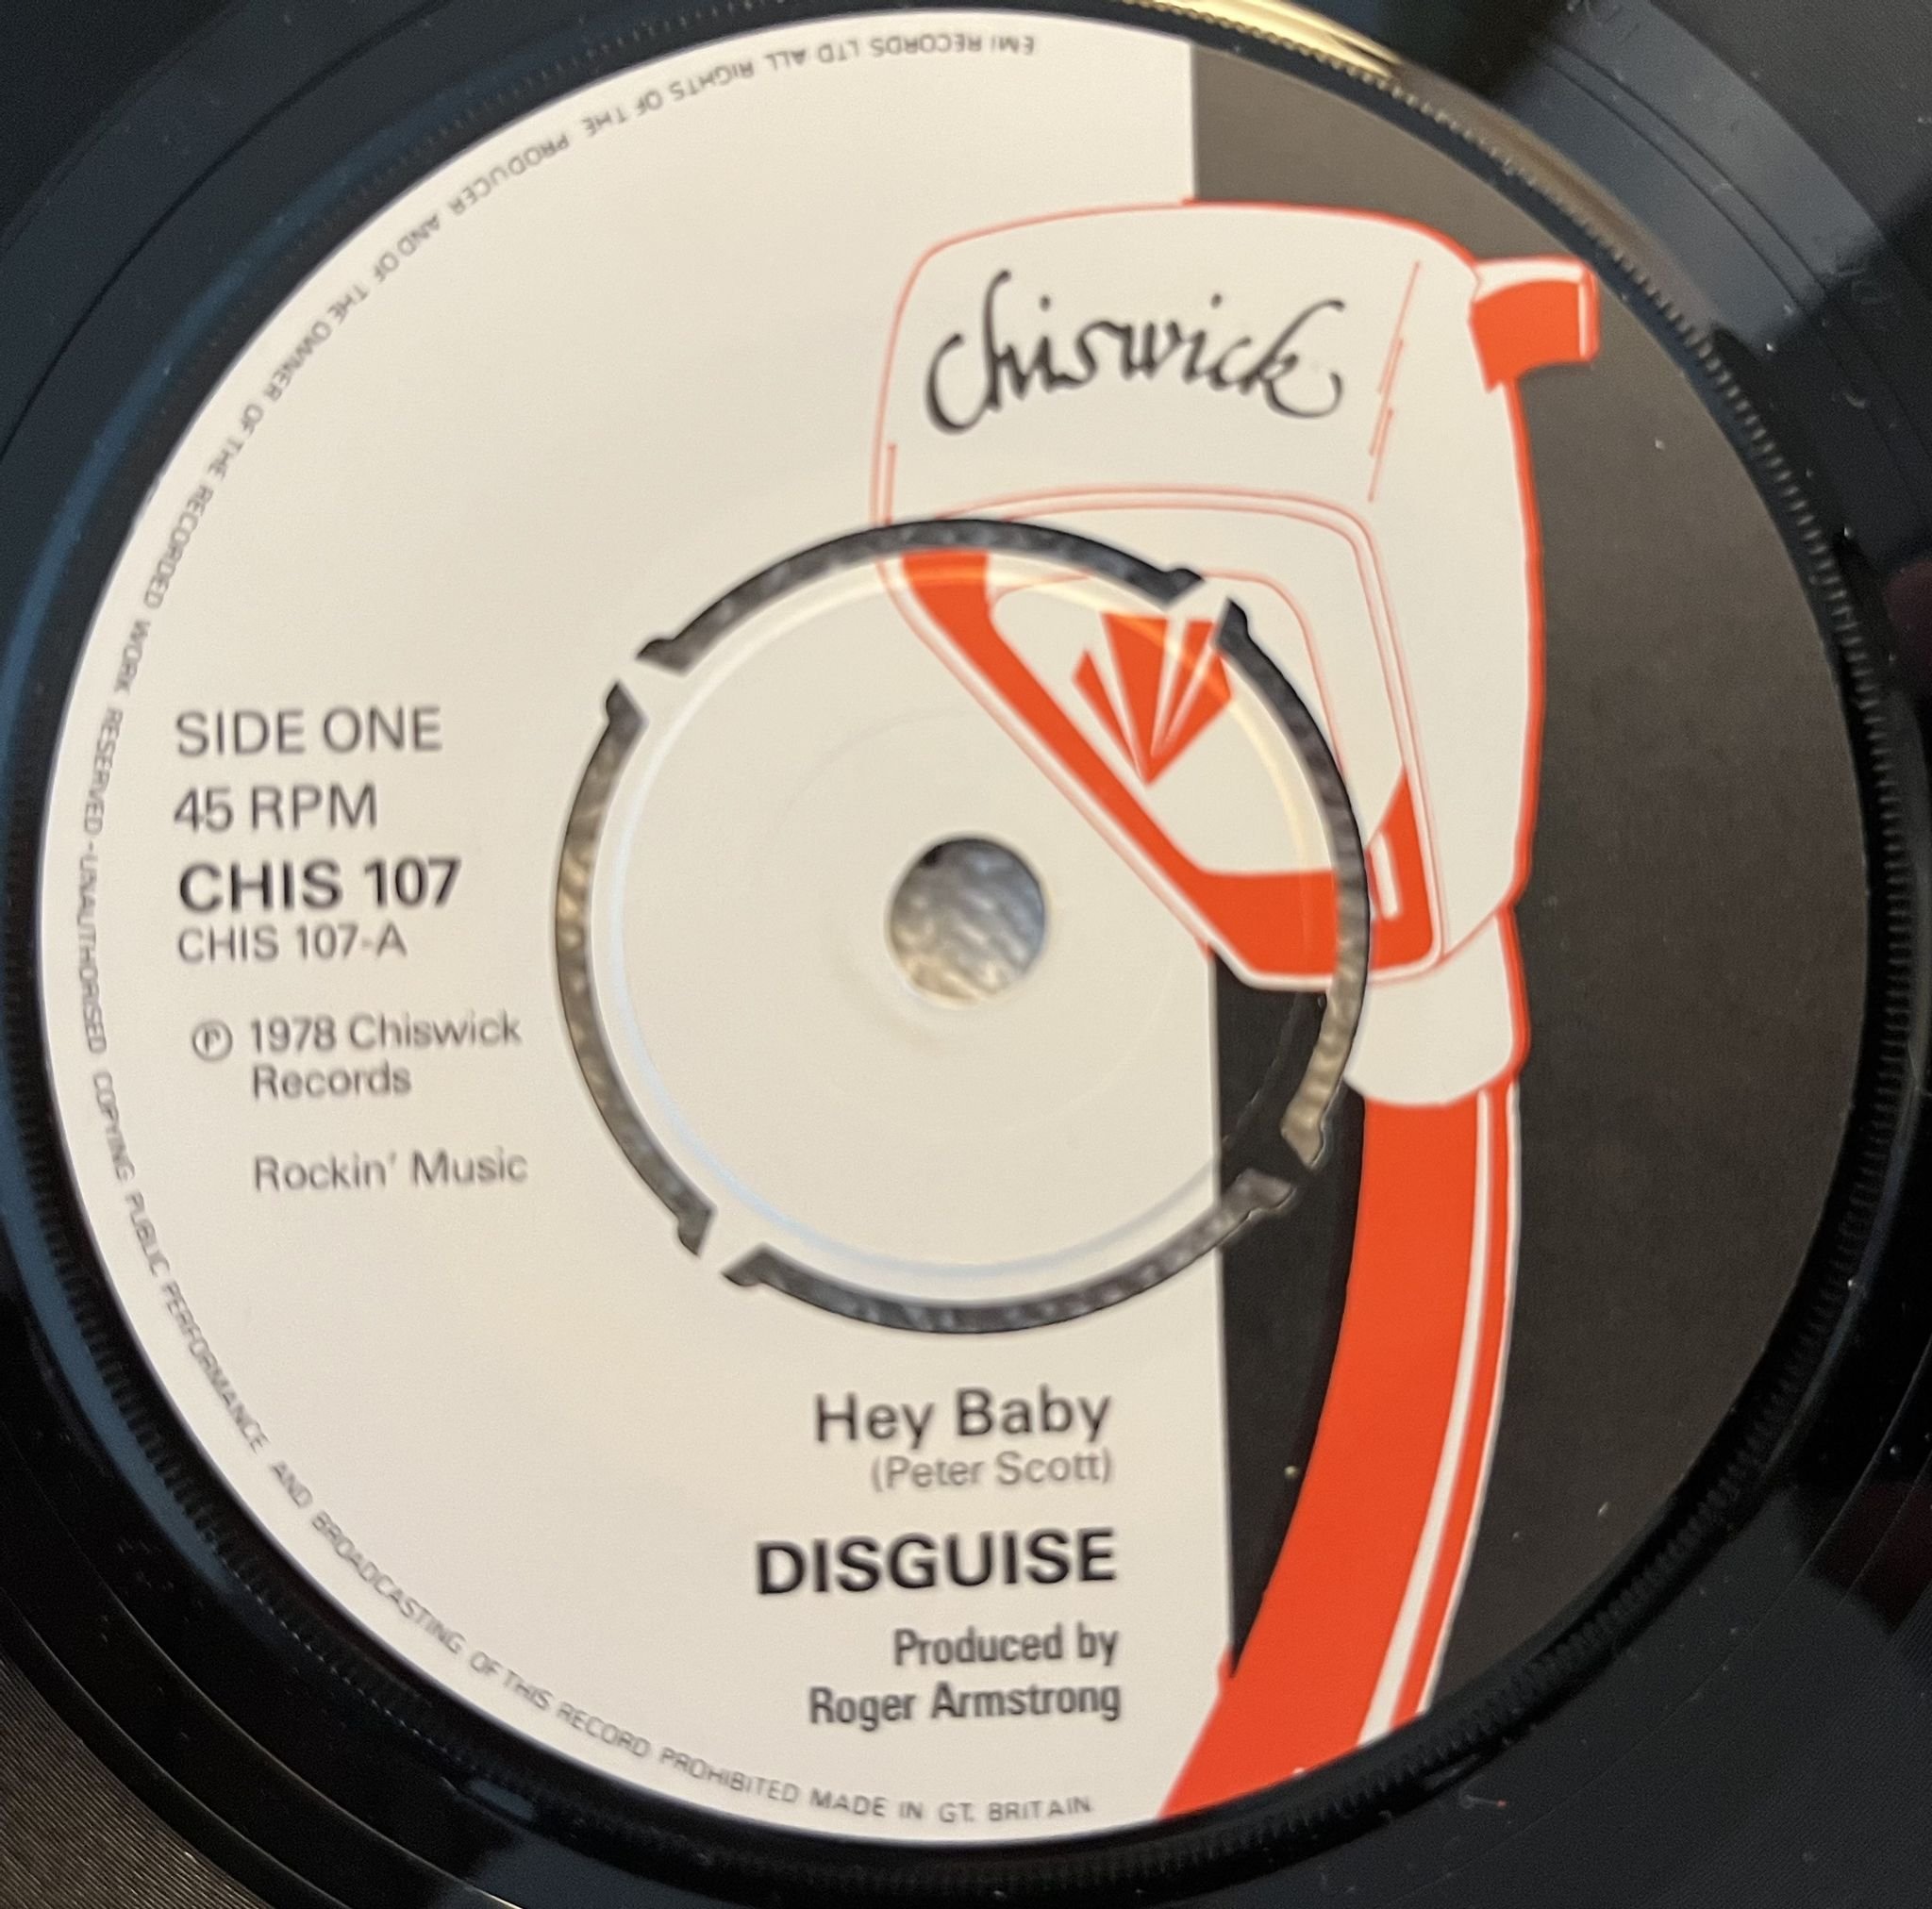 EMI RECORDS LTD ALL RIGHTS OF THE PRODUCER AND OF THE OWNER OF THE RECORDED WORK RESERVED-UNAUTHORISED COPYING PUBLIC PERFORMANCE AND BROADCASTING OF THIS RECORD PROHIBITED MADE IN GT. BRITAIN
Chiswick
SIDE ONE
45 RPM
CHIS 107
CHIS 107-A
℗ 1978 Chiswick
Records
Rockin' Music
Hey Baby
(Peter Scott)
DISGUISE
Produced by
Roger Armstrong